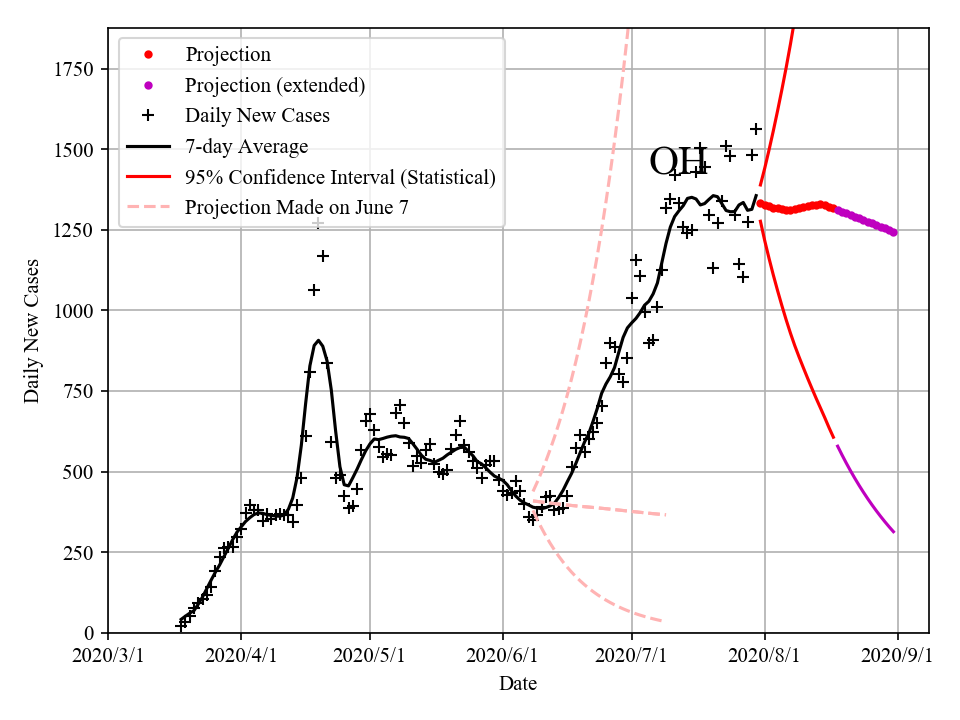 Projection
Projection (extended)
Daily New Cases
7-day Average
95% Confidence Interval (Statistical)
Projection Made on June 7
OH
1750
1500
1250
1000
750
500
250
0
2020/3/1 2020/4/1 2020/5/1 2020/6/1 2020/7/1 2020/8/1 2020/9/1
Date
Daily New Cases